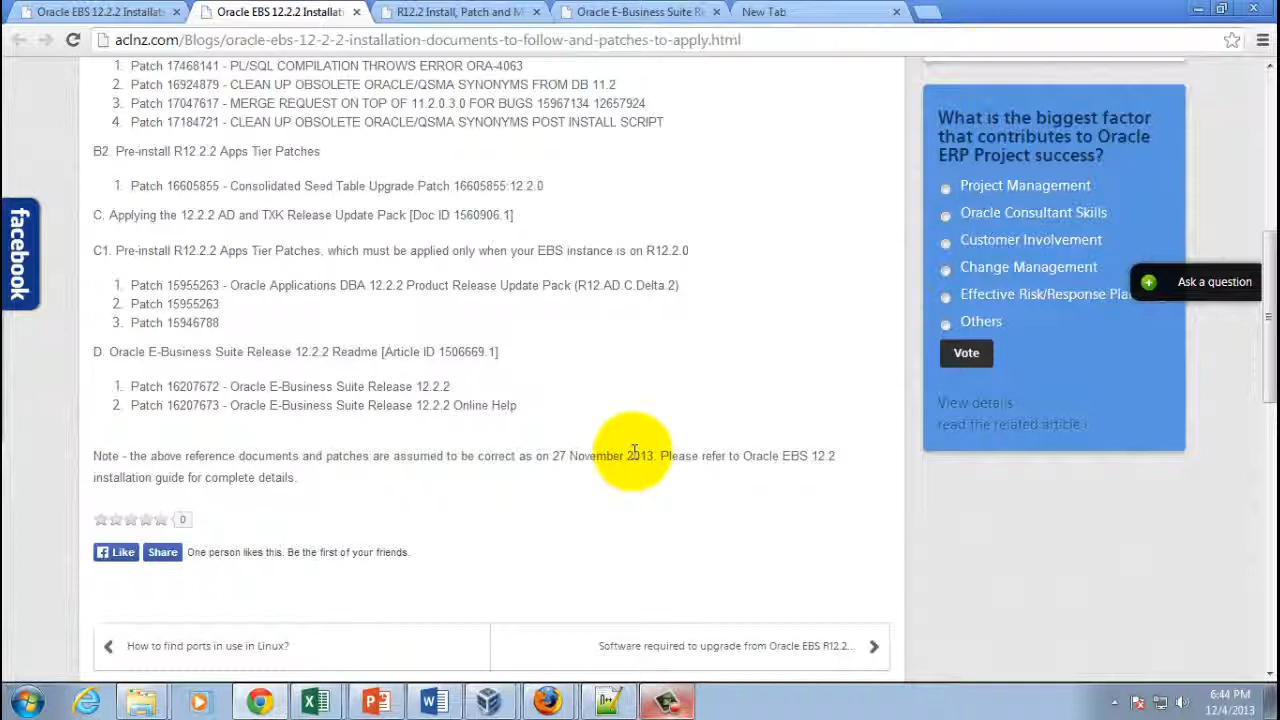 Oracle EBS 12.2.2 Installati
Oracle EBS 12.2.2 Installati
R12.2 Install, Patch and M
Oracle E-Business Suite R
New Tab
aclnz.com/Blogs/oracle-ebs-12-2-2-installation-documents-to-follow-and-patches-to-apply.html
1. Patch 17468141 - PL/SQL COMPILATION THROWS ERROR ORA-4063
2. Patch 16924879 - CLEAN UP OBSOLETE ORACLE/QSMA SYNONYMS FROM DB 11.2
3. Patch 17047617 - MERGE REQUEST ON TOP OF 11.2.0.3.0 FOR BUGS 15967134 12657924
4. Patch 17184721 - CLEAN UP OBSOLETE ORACLE/QSMA SYNONYMS POST INSTALL SCRIPT
B2. Pre-install R12.2.2 Apps Tier Patches
1. Patch 16605855 - Consolidated Seed Table Upgrade Patch 16605855:12.2.0
C. Applying the 12.2.2 AD and TXK Release Update Pack [Doc ID 1560906.1]
C1. Pre-install R12.2.2 Apps Tier Patches, which must be applied only when your EBS instance is on R12.2.0
1. Patch 15955263 - Oracle Applications DBA 12.2.2 Product Release Update Pack (R12.AD.C.Delta.2)
2. Patch 15955263
3. Patch 15946788
D. Oracle E-Business Suite Release 12.2.2 Readme [Article ID 1506669.1]
1. Patch 16207672 - Oracle E-Business Suite Release 12.2.2
2. Patch 16207673 - Oracle E-Business Suite Release 12.2.2 Online Help
Note - the above reference documents and patches are assumed to be correct as on 27 November 2013. Please refer to Oracle EBS 12.2
installation guide for complete details.
0
Like
Share
One person likes this. Be the first of your friends.
How to find ports in use in Linux?
Software required to upgrade from Oracle EBS R12.2...
facebook
What is the biggest factor
that contributes to Oracle
ERP Project success?
Project Management
Oracle Consultant Skills
Customer Involvement
Change Management
Effective Risk/Response Pla
Others
Vote
View details
read the related article
Ask a question
6:44 PM
12/4/2013